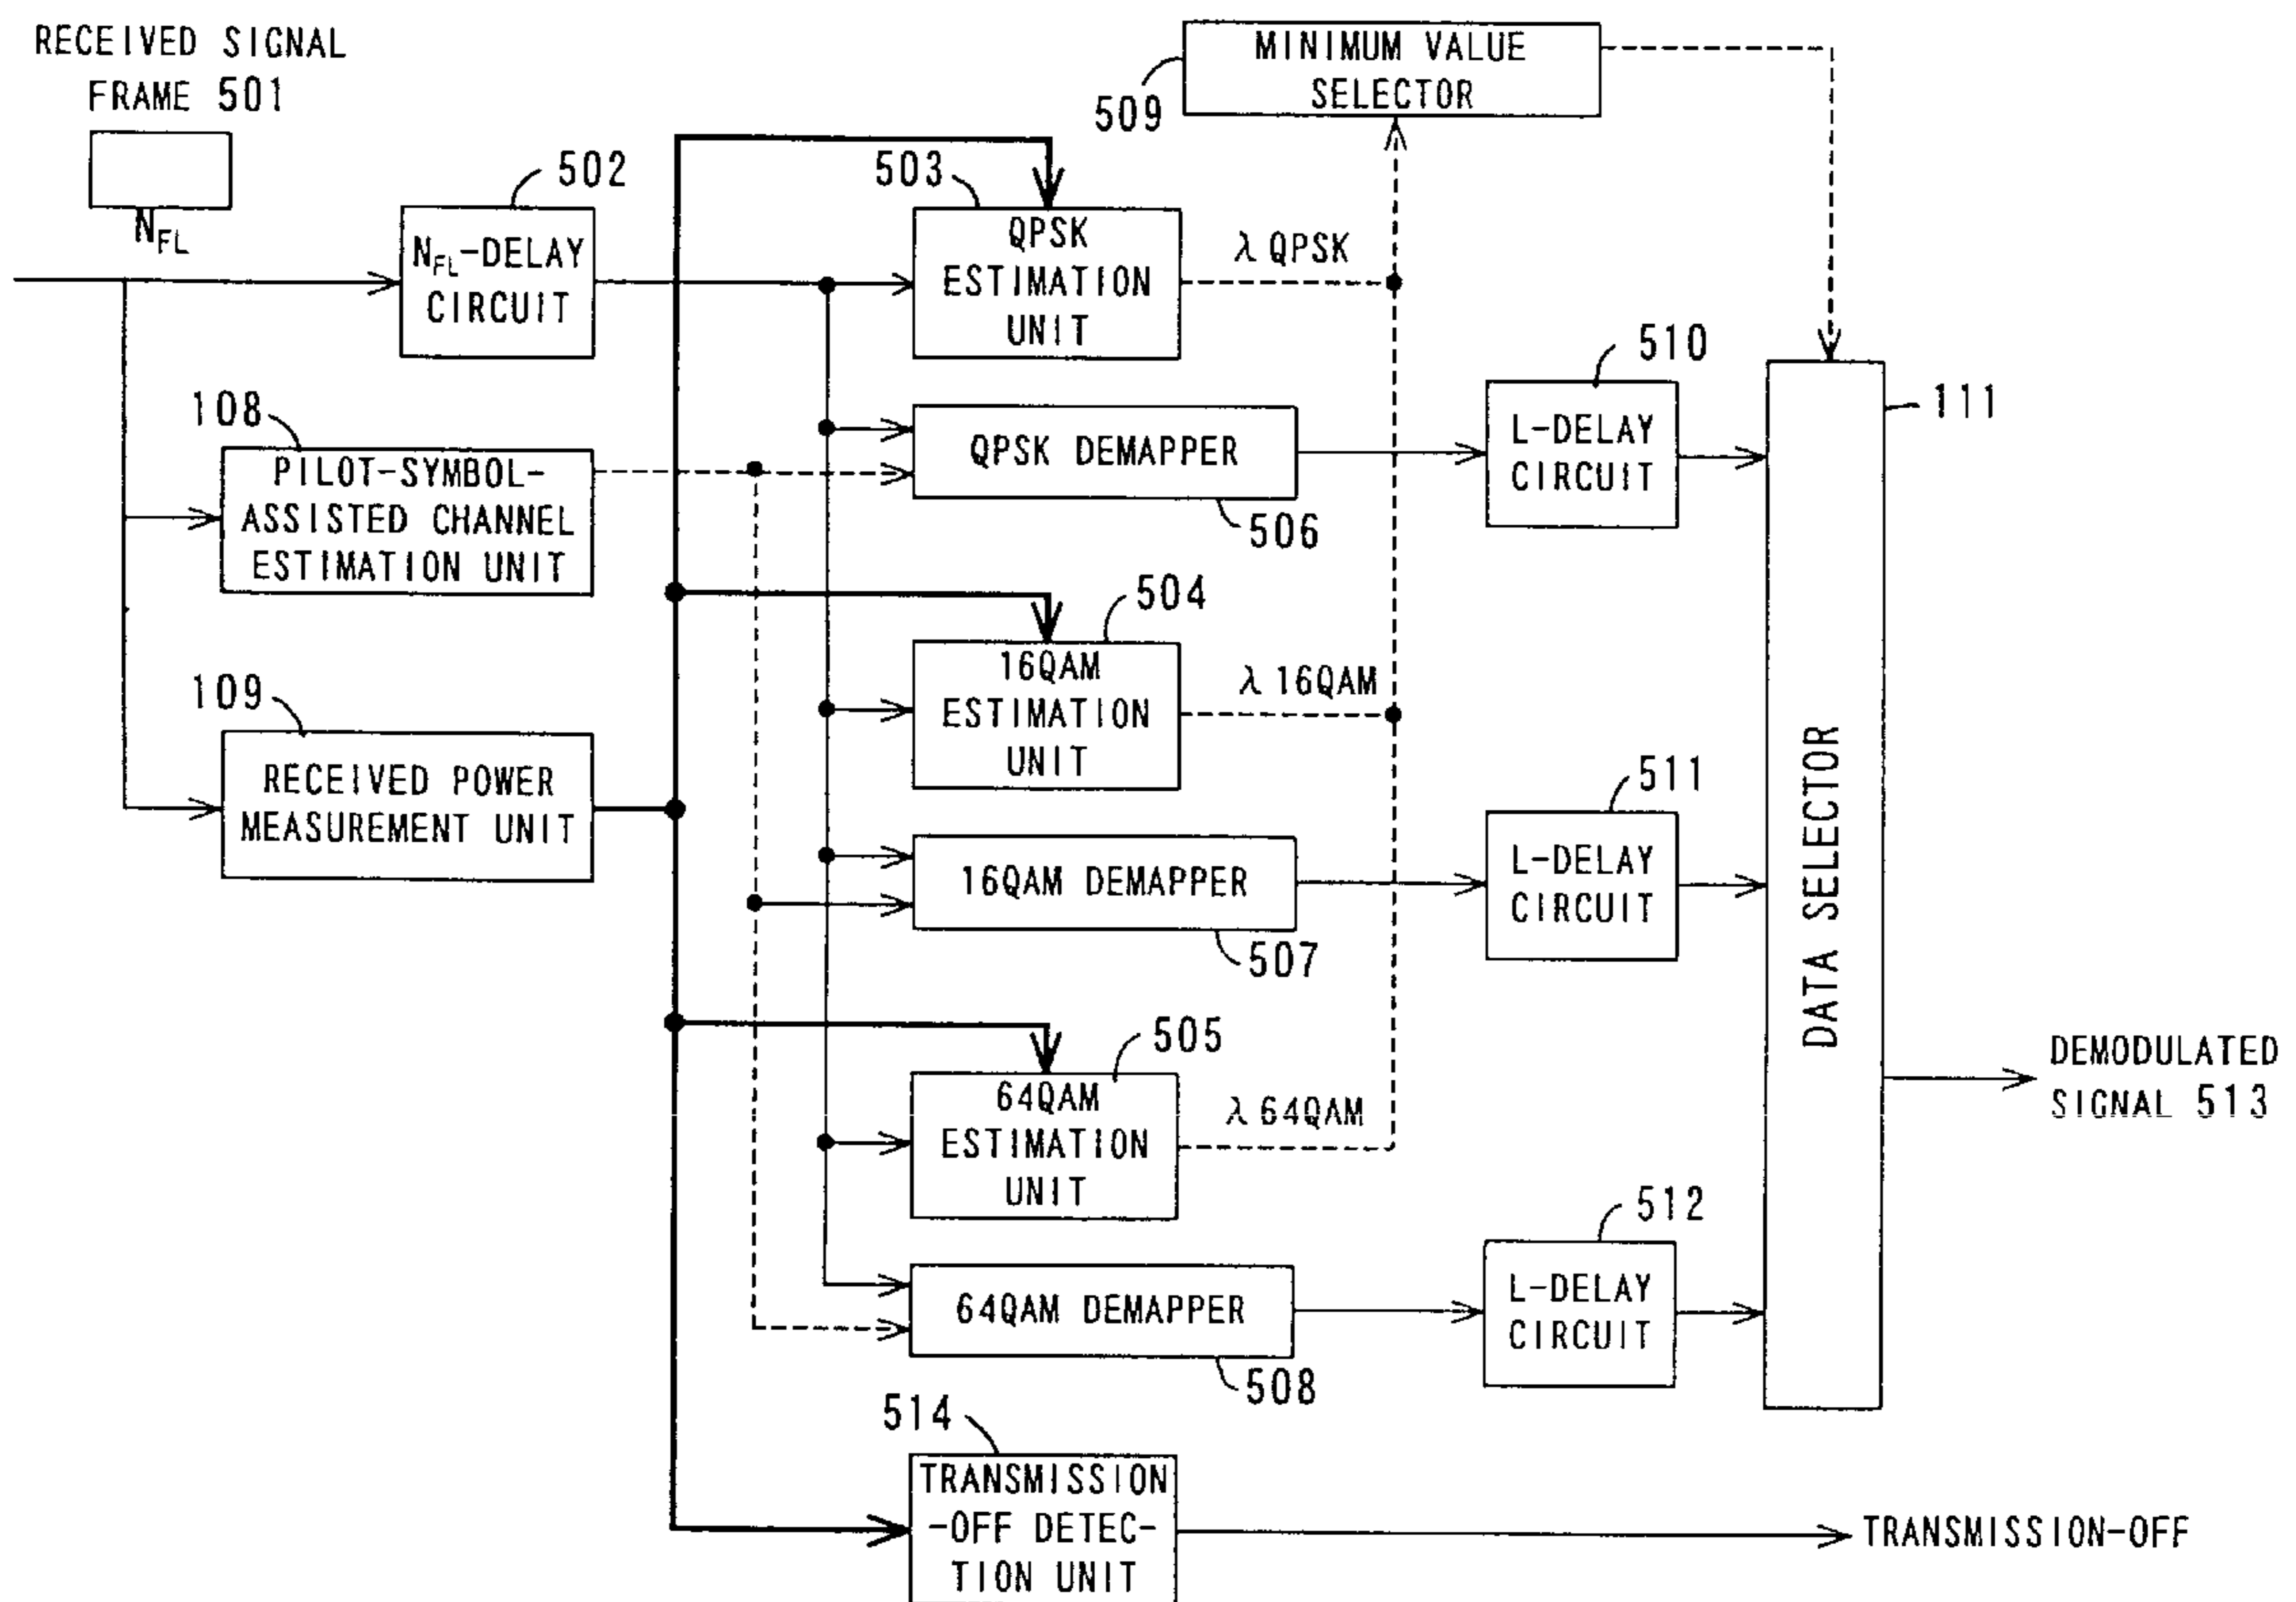 RECEIVED SIGNAL
FRAME 501
NFL
502
NFL-DELAY
CIRCUIT
108
PILOT-SYMBOL-
ASSISTED CHANNEL
ESTIMATION UNIT
109
RECEIVED POWER
MEASUREMENT UNIT
503
QPSK
ESTIMATION
UNIT
λ QPSK
509
MINIMUM VALUE
SELECTOR
QPSK DEMAPPER
506
510
L-DELAY
CIRCUIT
111
504
16QAM
ESTIMATION
UNIT
λ 16QAM
16QAM DEMAPPER
507
511
L-DELAY
CIRCUIT
DATA SELECTOR
505
64QAM
ESTIMATION
UNIT
λ 64QAM
DEMODULATED
SIGNAL 513
64QAM DEMAPPER
508
512
L-DELAY
CIRCUIT
514
TRANSMISSION
-OFF DETEC-
TION UNIT
TRANSMISSION-OFF